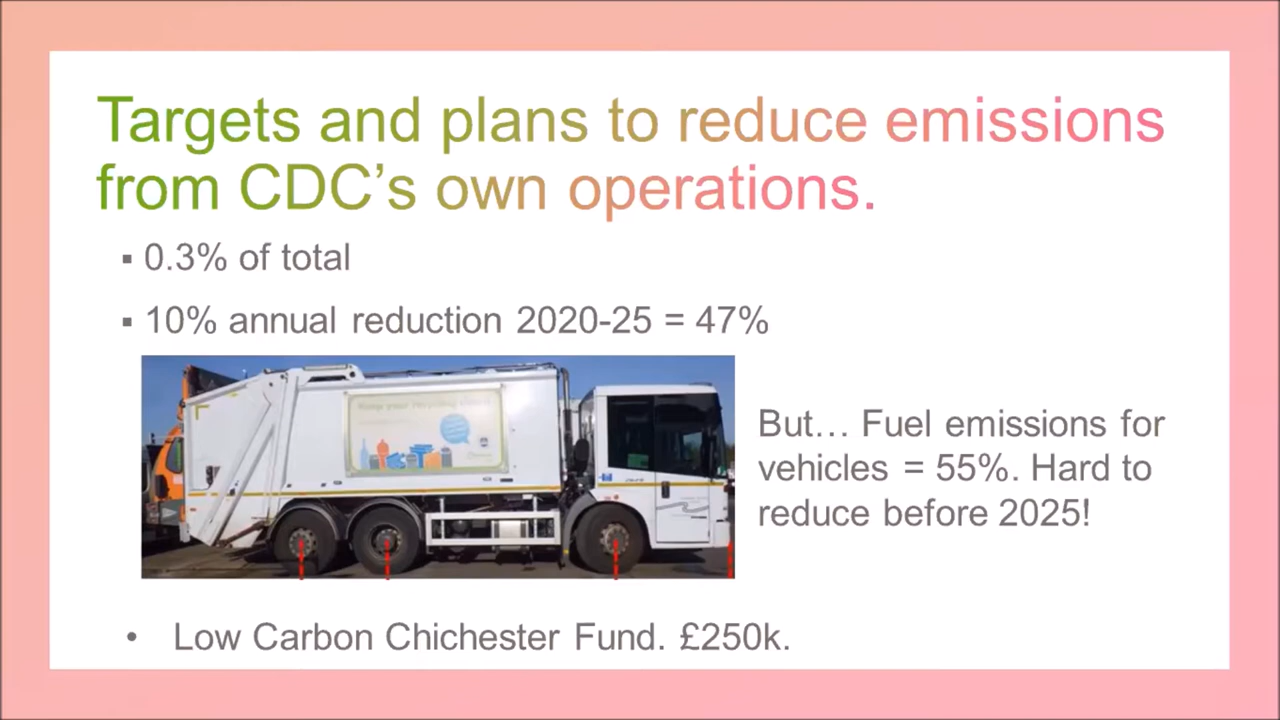 Targets and plans to reduce emissions
from CDC’s own operations.
▪ 0.3% of total
▪ 10% annual reduction 2020-25 = 47%
But… Fuel emissions for
vehicles = 55%. Hard to
reduce before 2025!
• Low Carbon Chichester Fund. £250k.